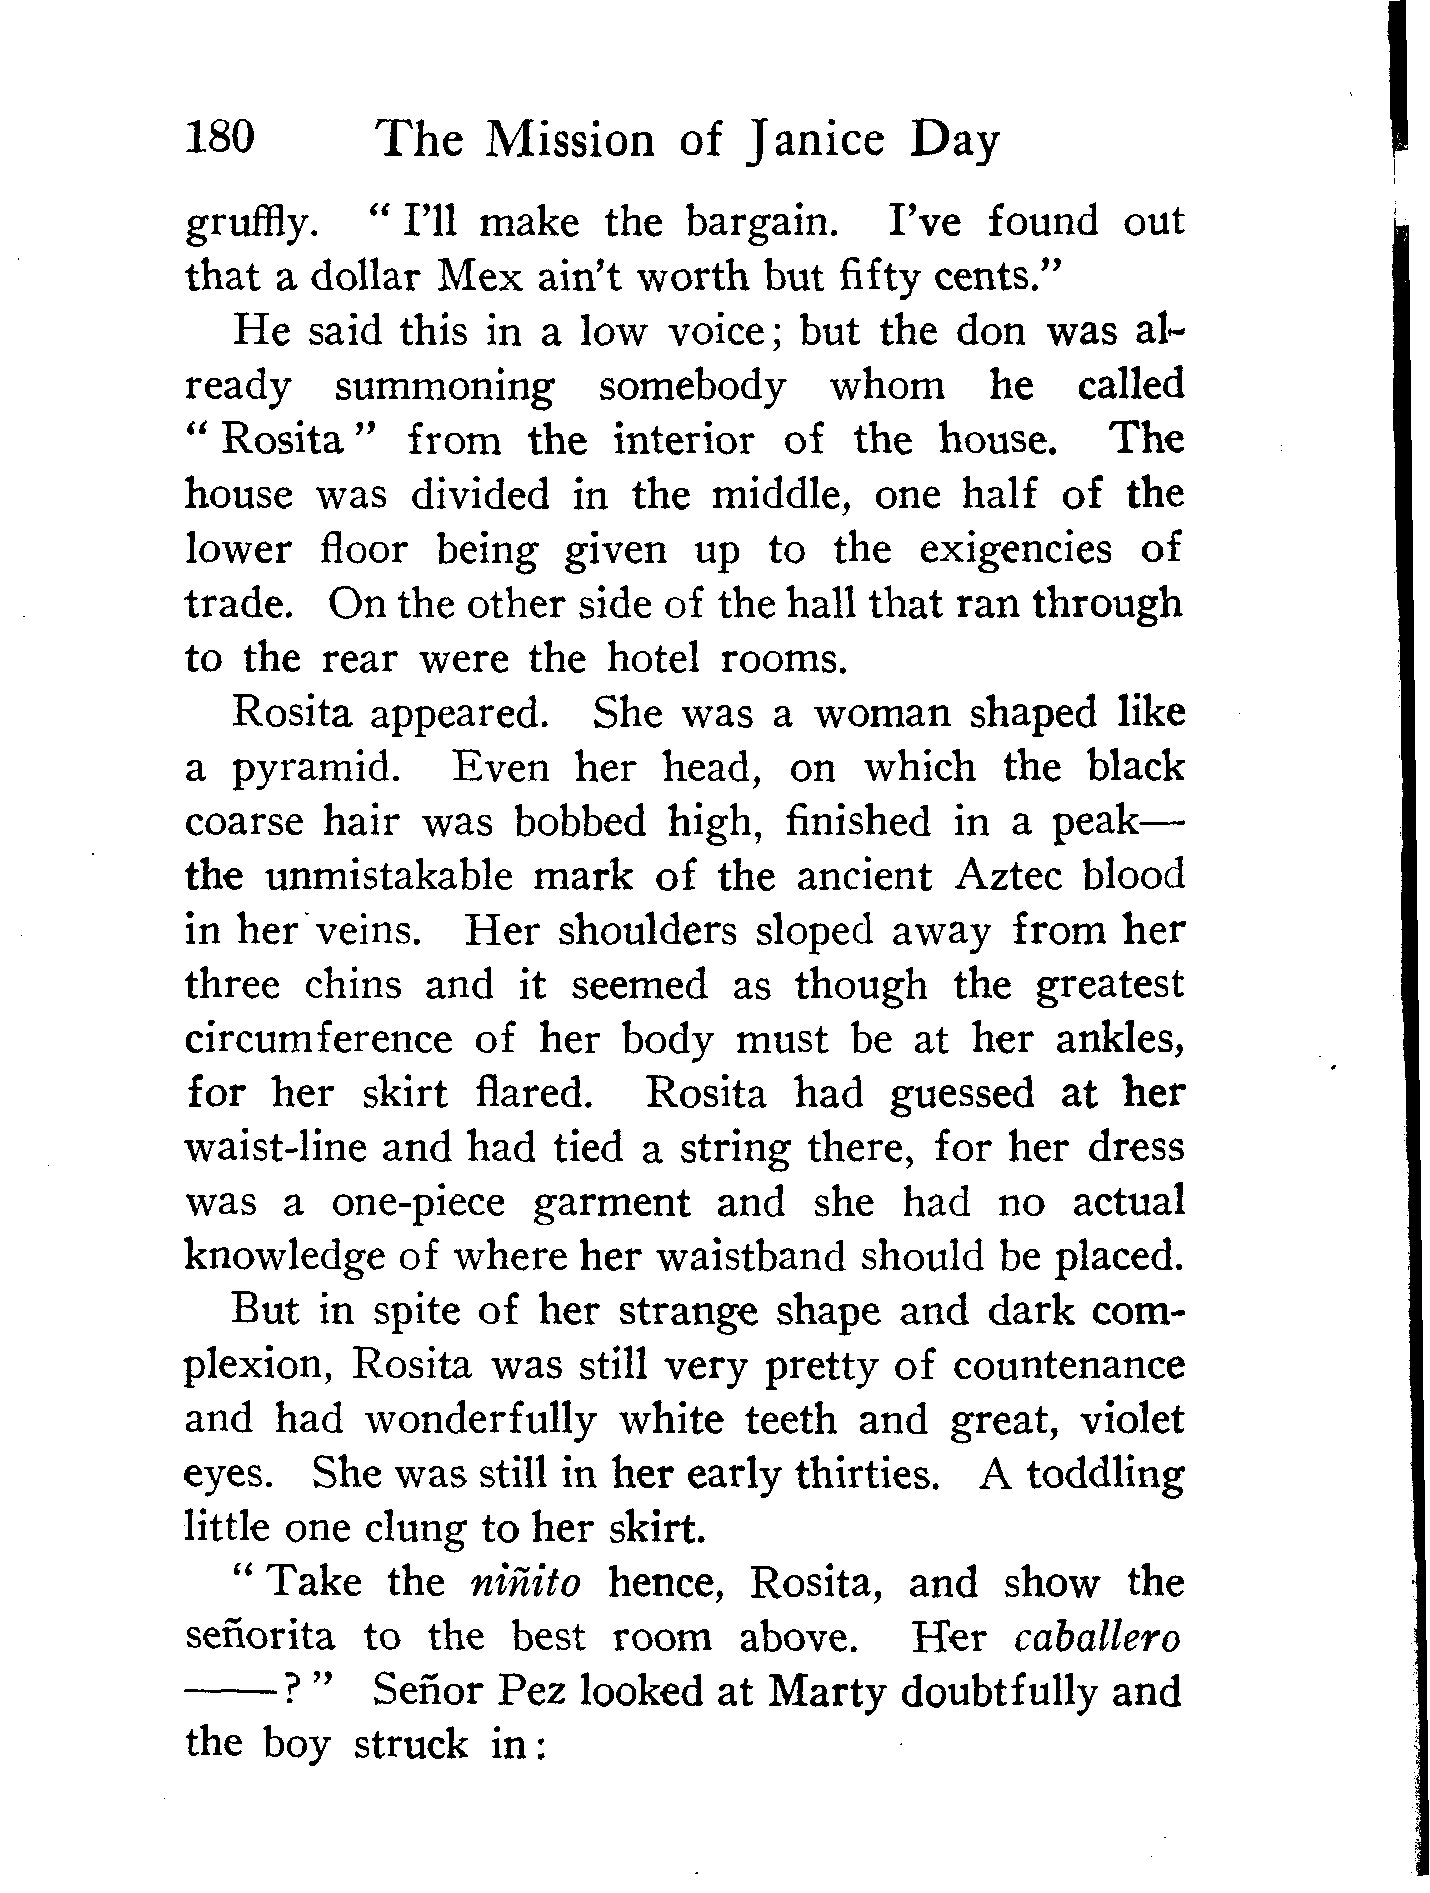 180 The Mission of Janice Day
gruffly. “ I’ll make the bargain. I’ve found out
that a dollar Mex ain’t worth but fifty cents.”
He said this in a low voice; but the don was al-
ready summoning somebody whom he called
“ Rosita ” from the interior of the house. The
house was divided in the middle, one half of the
lower floor being given up to the exigencies of
trade. On the other side of the hall that ran through
to the rear were the hotel rooms.
Rosita appeared. She was a woman shaped like
a pyramid. Even her head, on which the black
coarse hair was bobbed high, finished in a peak—
the unmistakable mark of the ancient Aztec blood
in her veins. Her shoulders sloped away from her
three chins and it seemed as though the greatest
circumference of her body must be at her ankles,
for her skirt flared. Rosita had guessed at her
waist-line and had tied a string there, for her dress
was a one-piece garment and she had no actual
knowledge of where her waistband should be placed.
But in spite of her strange shape and dark com-
plexion, Rosita was still very pretty of countenance
and had wonderfully white teeth and great, violet
eyes. She was still in her early thirties. A toddling
little one clung to her skirt.
“ Take the niñito hence, Rosita, and show the
señorita to the best room above. Her caballero
——? ” Señor Pez looked at Marty doubtfully and
the boy struck in: